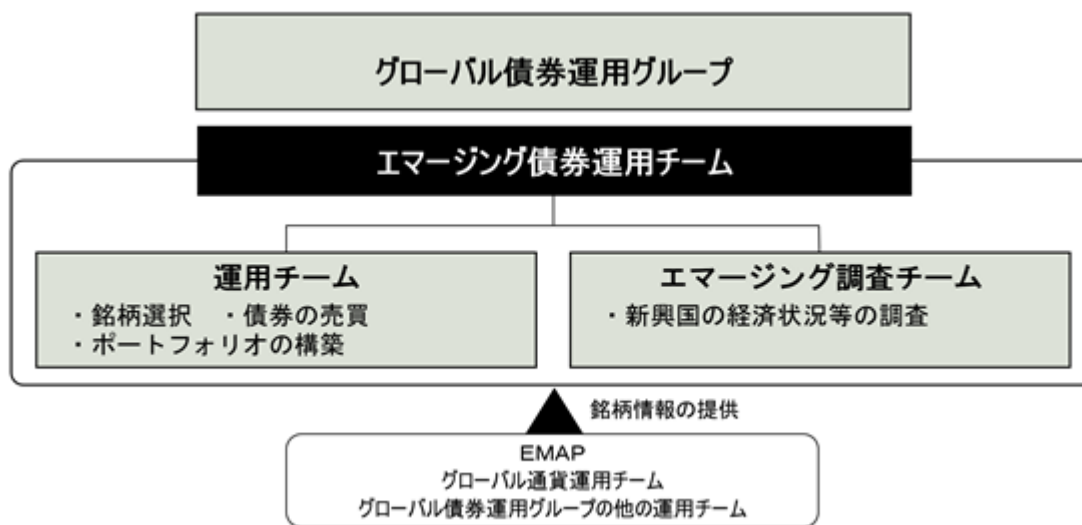 グローバル債券運用グループ
エマージング債券運用チーム
運用チーム
・銘柄選択　・債券の売買
・ポートフォリオの構築
エマージング調査チーム
・新興国の経済状況等の調査
銘柄情報の提供
EMAP
グローバル通貨運用チーム
グローバル債券運用グループの他の運用チーム